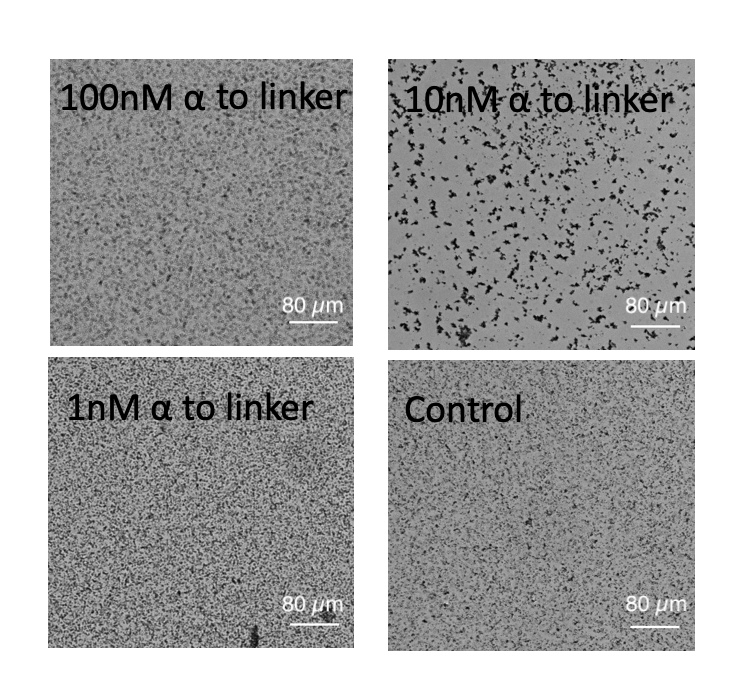 100nM α to linker
10nM α to linker
80 µm
80 µm
1nM α to linker
Control
80 µm
80 µm